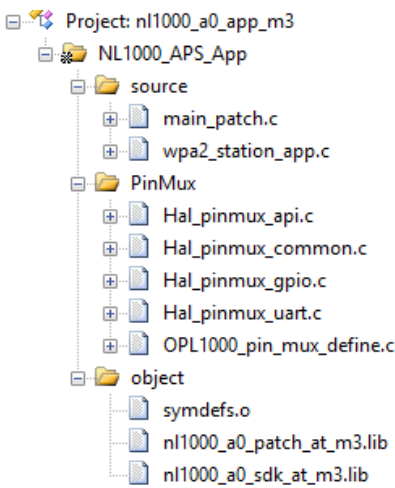 Project: nl1000_a0_app_m3
NL1000_APS_App
source
main_patch.c
wpa2_station_app.c
PinMux
Hal_pinmux_api.c
Hal_pinmux_common.c
Hal_pinmux_gpio.c
Hal_pinmux_uart.c
OPL1000_pin_mux_define.c
object
symdefs.o
nl1000_a0_patch_at_m3.lib
nl1000_a0_sdk_at_m3.lib